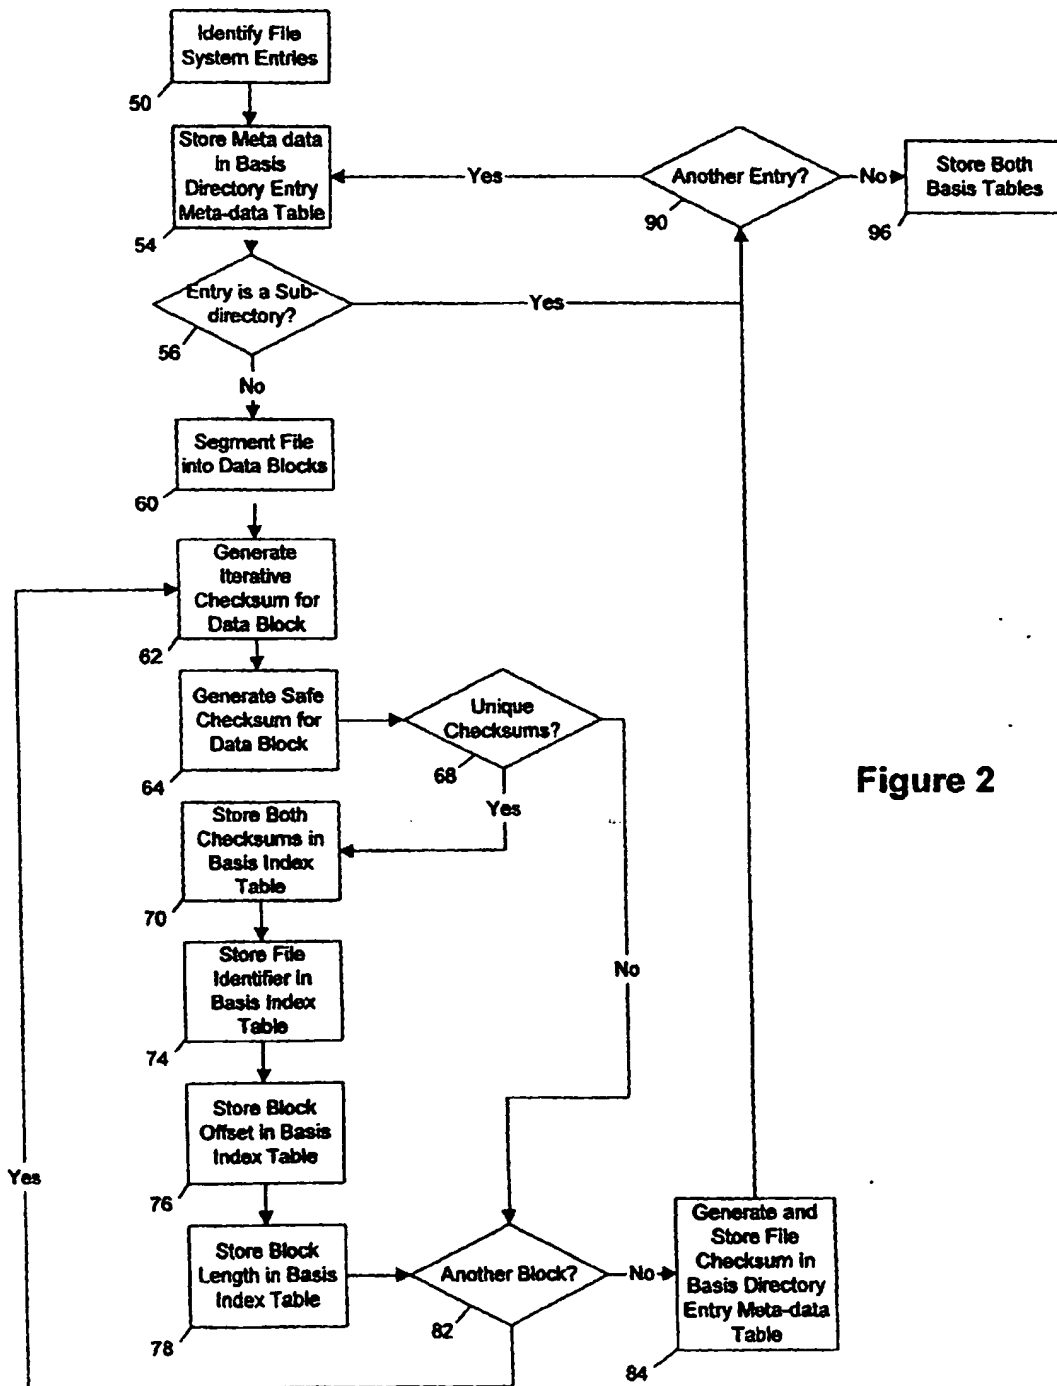 Identify File
System Entries
50
Store Meta data
in Basis
Directory Entry
Meta-data Table
54
Yes
Another Entry?
90
No
Store Both
Basis Tables
96
Entry is a Sub-
directory?
56
Yes
No
Segment File
into Data Blocks
60
Generate
Iterative
Checksum for
Data Block
62
Generate Safe
Checksum for
Data Block
64
Unique
Checksums?
68
Yes
No
Figure 2
Store Both
Checksums in
Basis Index
Table
70
Store File
Identifier in
Basis Index
Table
74
Store Block
Offset in Basis
Index Table
76
Yes
Store Block
Length in Basis
Index Table
78
Another Block?
82
No
Generate and
Store File
Checksum in
Basis Directory
Entry Meta-data
Table
84